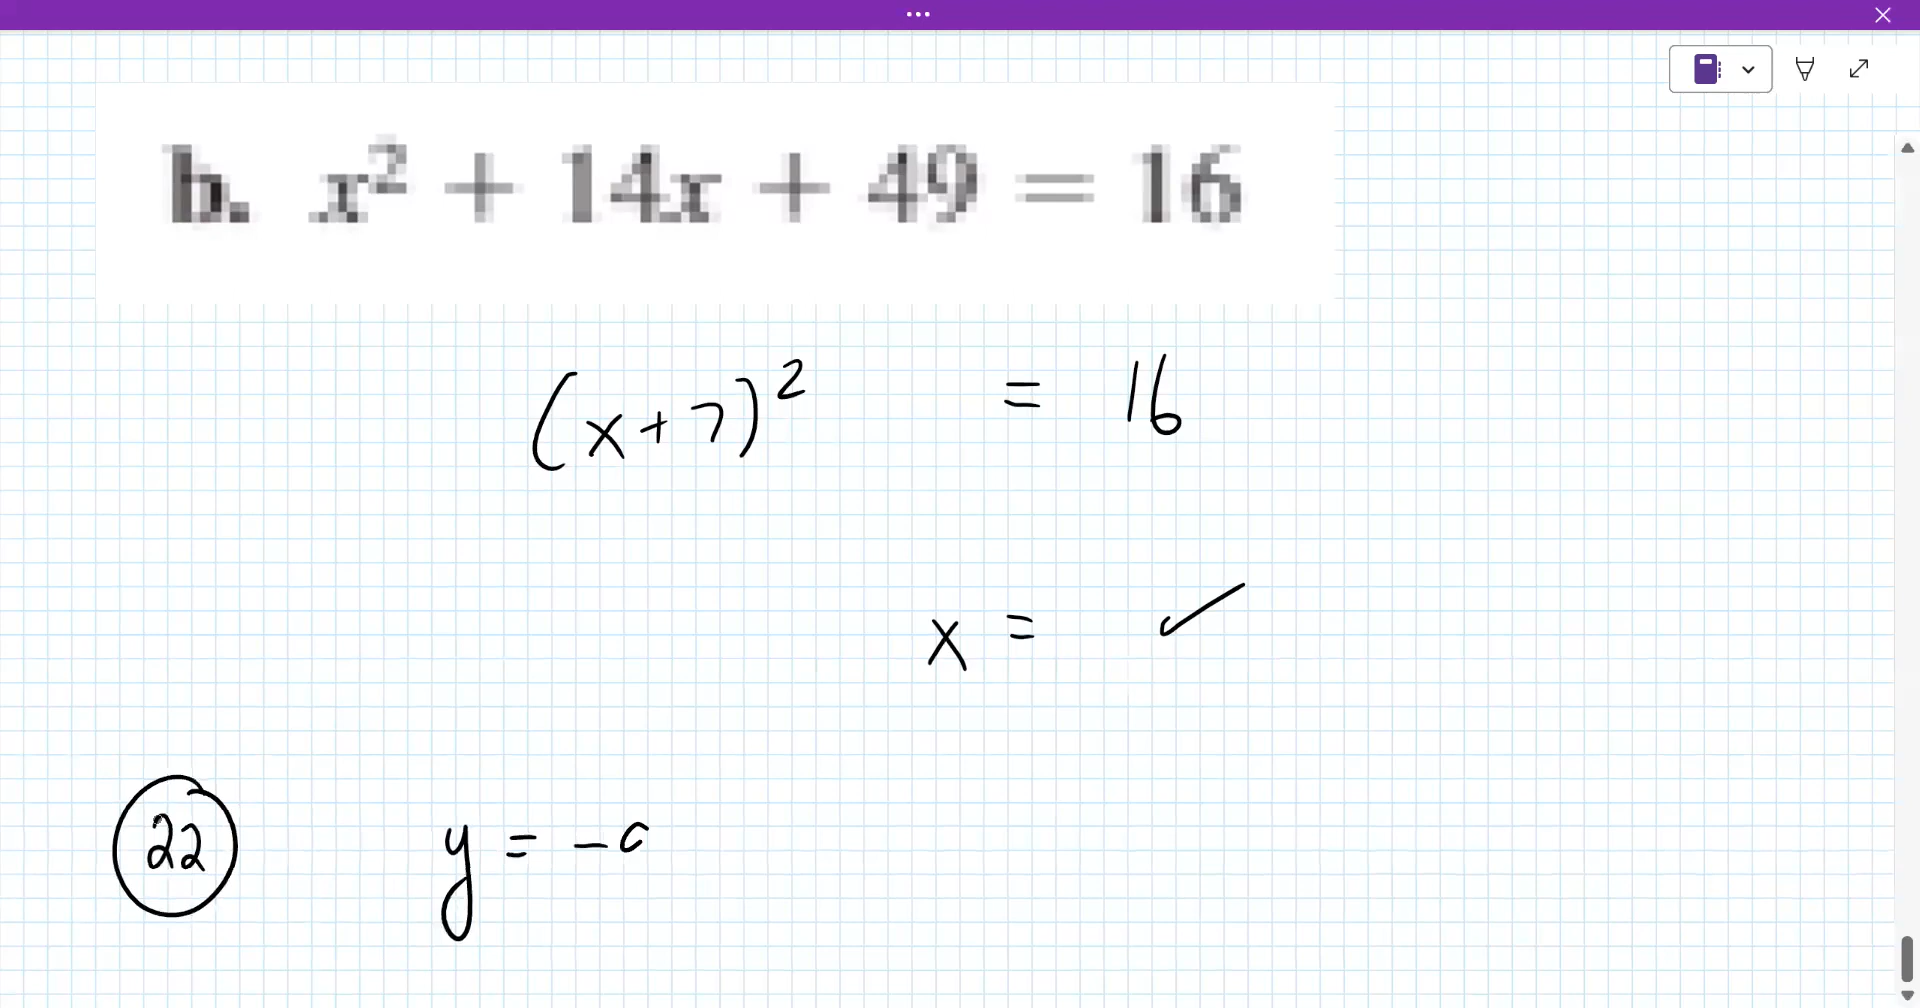 b. x² + 14x + 49 = 16
(x+7)² = 16
x = ✓
22 y = -